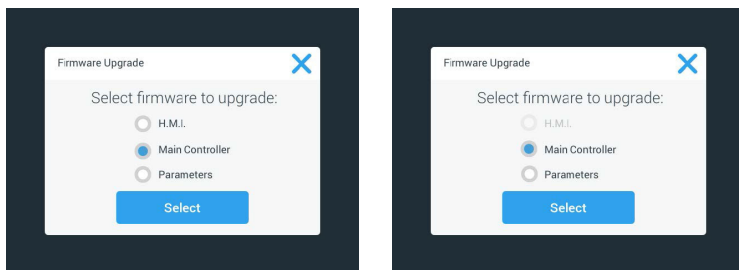 Firmware Upgrade
Select firmware to upgrade:
H.M.I.
Main Controller
Parameters
Select
Firmware Upgrade
Select firmware to upgrade:
H.M.I.
Main Controller
Parameters
Select